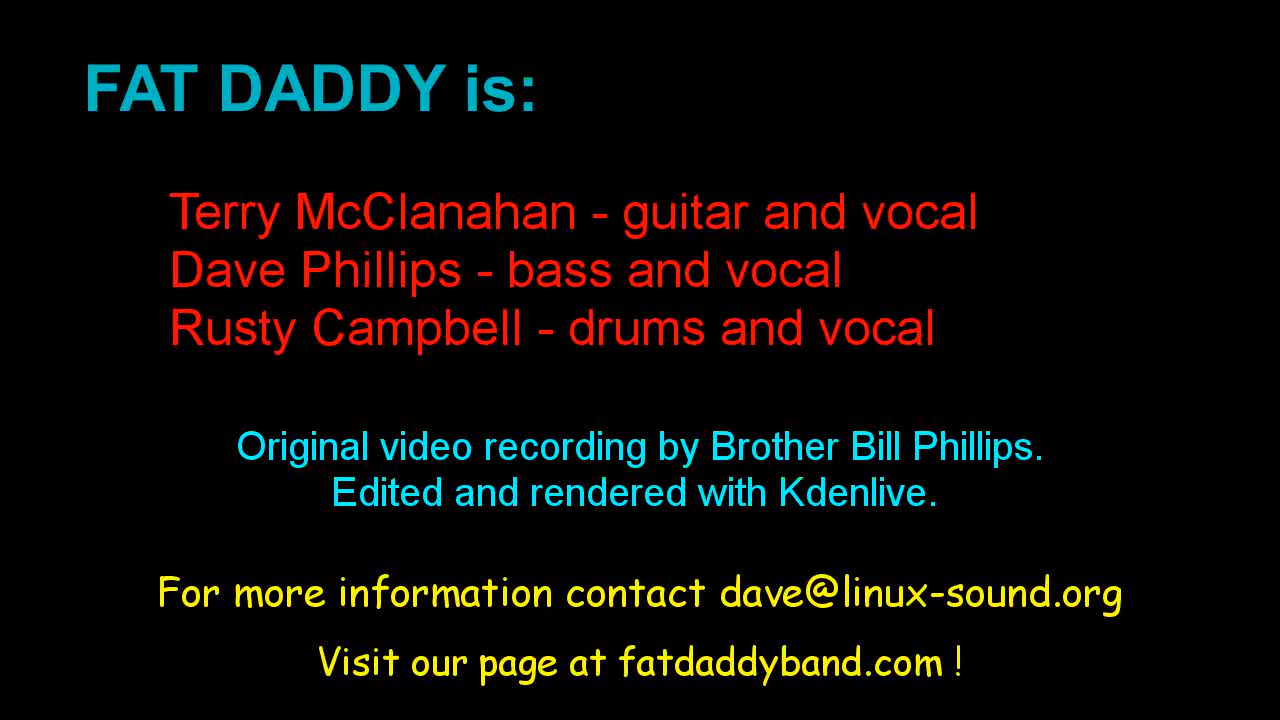 FAT DADDY is:
Terry McClanahan - guitar and vocal
Dave Phillips - bass and vocal
Rusty Campbell - drums and vocal
Original video recording by Brother Bill Phillips.
Edited and rendered with Kdenlive.
For more information contact dave@linux-sound.org
Visit our page at fatdaddyband.com !